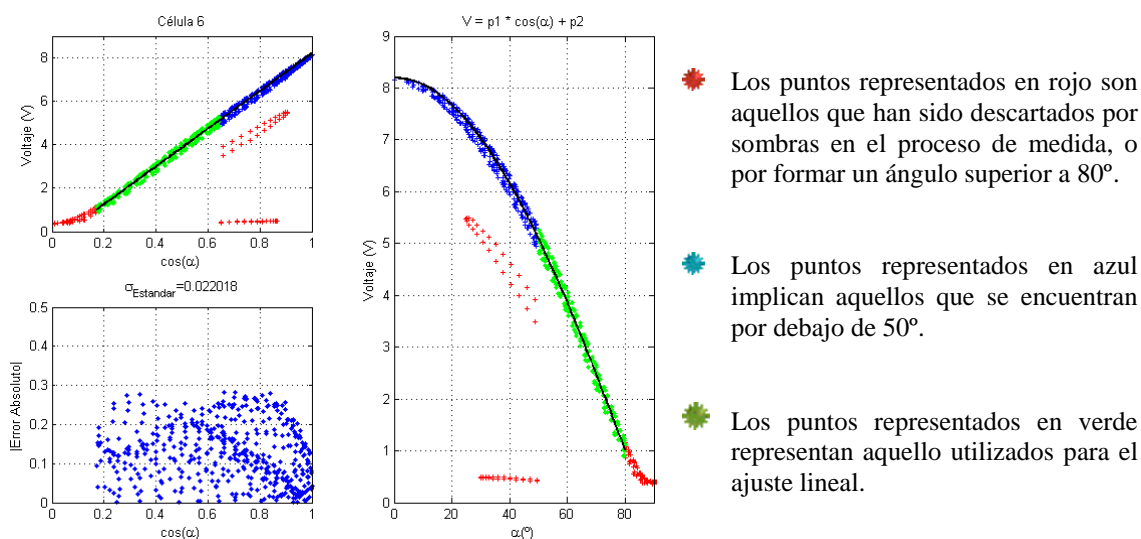 Célula 6
Voltaje (V)
8
6
4
2
0
0
0.2
0.4
0.6
0.8
1
cos(α)
σEstandar=0.022018
|Error Absoluto|
0.5
0.4
0.3
0.2
0.1
0
0
0.2
0.4
0.6
0.8
1
cos(α)
V = p1 * cos(α) + p2
Voltaje (V)
9
8
7
6
5
4
3
2
1
0
0
20
40
60
80
α(º)
Los puntos representados en rojo son
aquellos que han sido descartados por
sombras en el proceso de medida, o
por formar un ángulo superior a 80º.
Los puntos representados en azul
implican aquellos que se encuentran
por debajo de 50º.
Los puntos representados en verde
representan aquello utilizados para el
ajuste lineal.